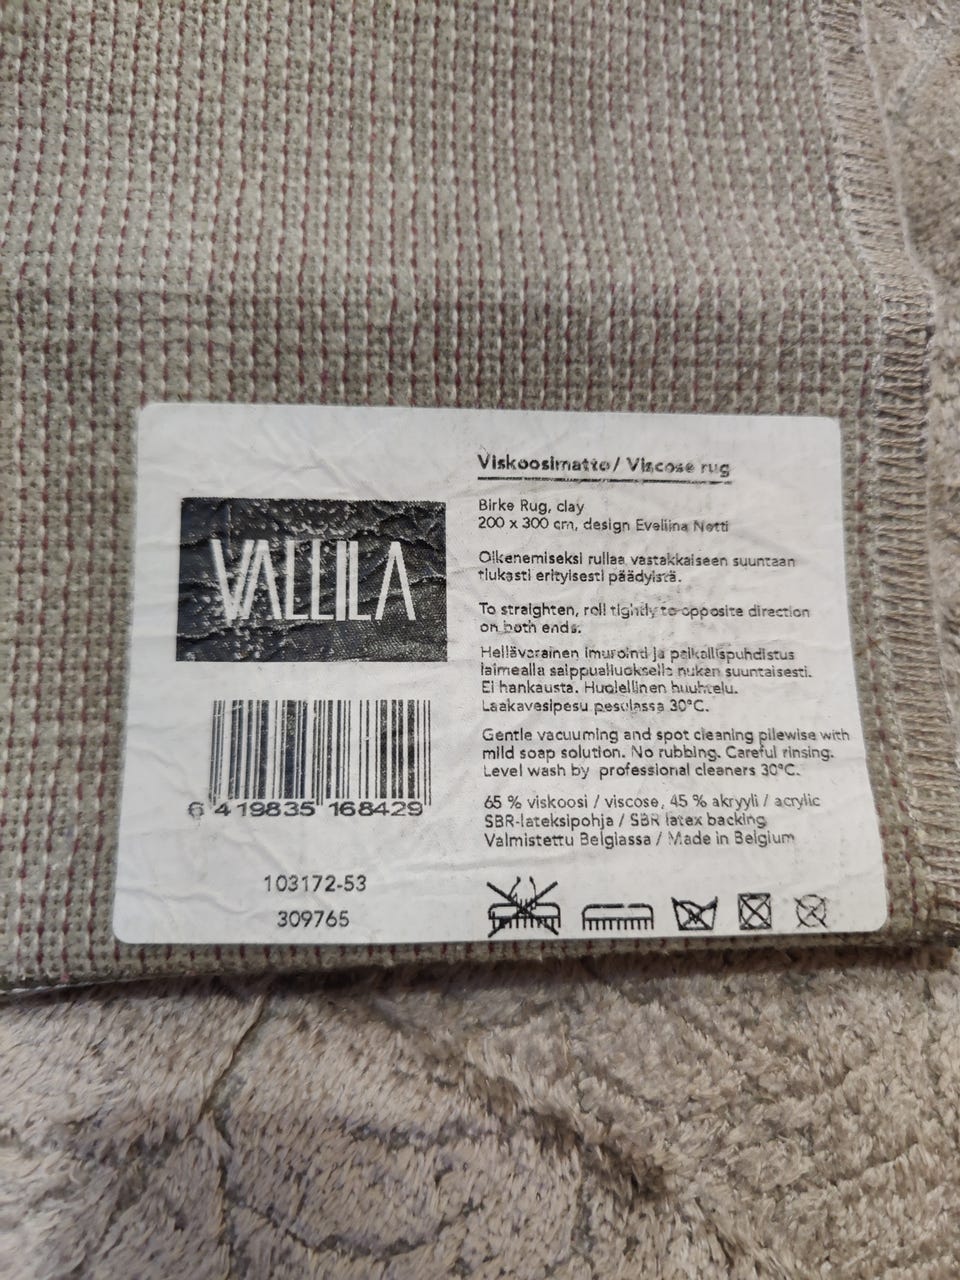 VALLILA
6 419835 168429
103172-53
309765
Viskoosimatto / Viscose rug
Birke Rug, clay
200 x 300 cm, design Eveliina Netti
Oikenemiseksi rullaa vastakkaiseen suuntaan
tiukasti erityisesti päädyistä.
To straighten, roll tightly to opposite direction
on both ends.
Hellävarainen imurointi ja paikallispuhdistus
laimealla saippualiuoksella nukan suuntaisesti.
Ei hankausta. Huolellinen huuhtelu.
Laakavesipesu pesulassa 30°C.
Gentle vacuuming and spot cleaning pilewise with
mild soap solution. No rubbing. Careful rinsing.
Level wash by professional cleaners 30°C.
65 % viskoosi / viscose, 45 % akryyli / acrylic
SBR-lateksipohja / SBR latex backing
Valmistettu Belgiassa / Made in Belgium